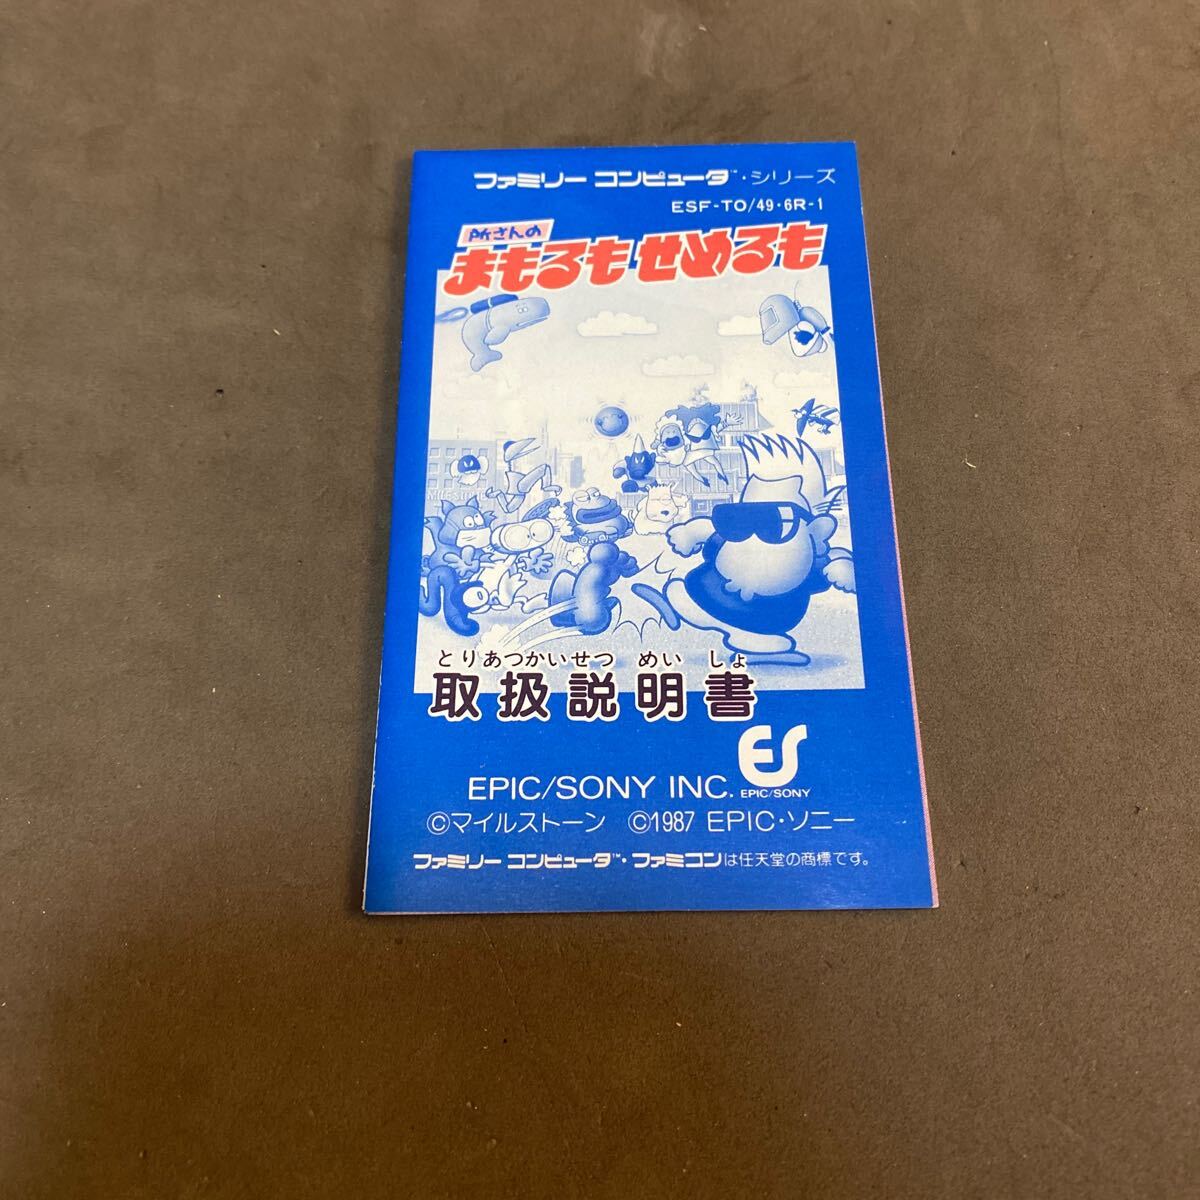 ファミリー コンピュータ™・シリーズ
ESF-TO/49・6R-1
所さんの
まもるもせめるも
とりあつかいせつ めい しょ
取扱説明書
ES
EPIC/SONY INC. EPIC/SONY
©マイルストーン ©1987 EPIC・ソニー
ファミリー コンピュータ™・ファミコンは任天堂の商標です。